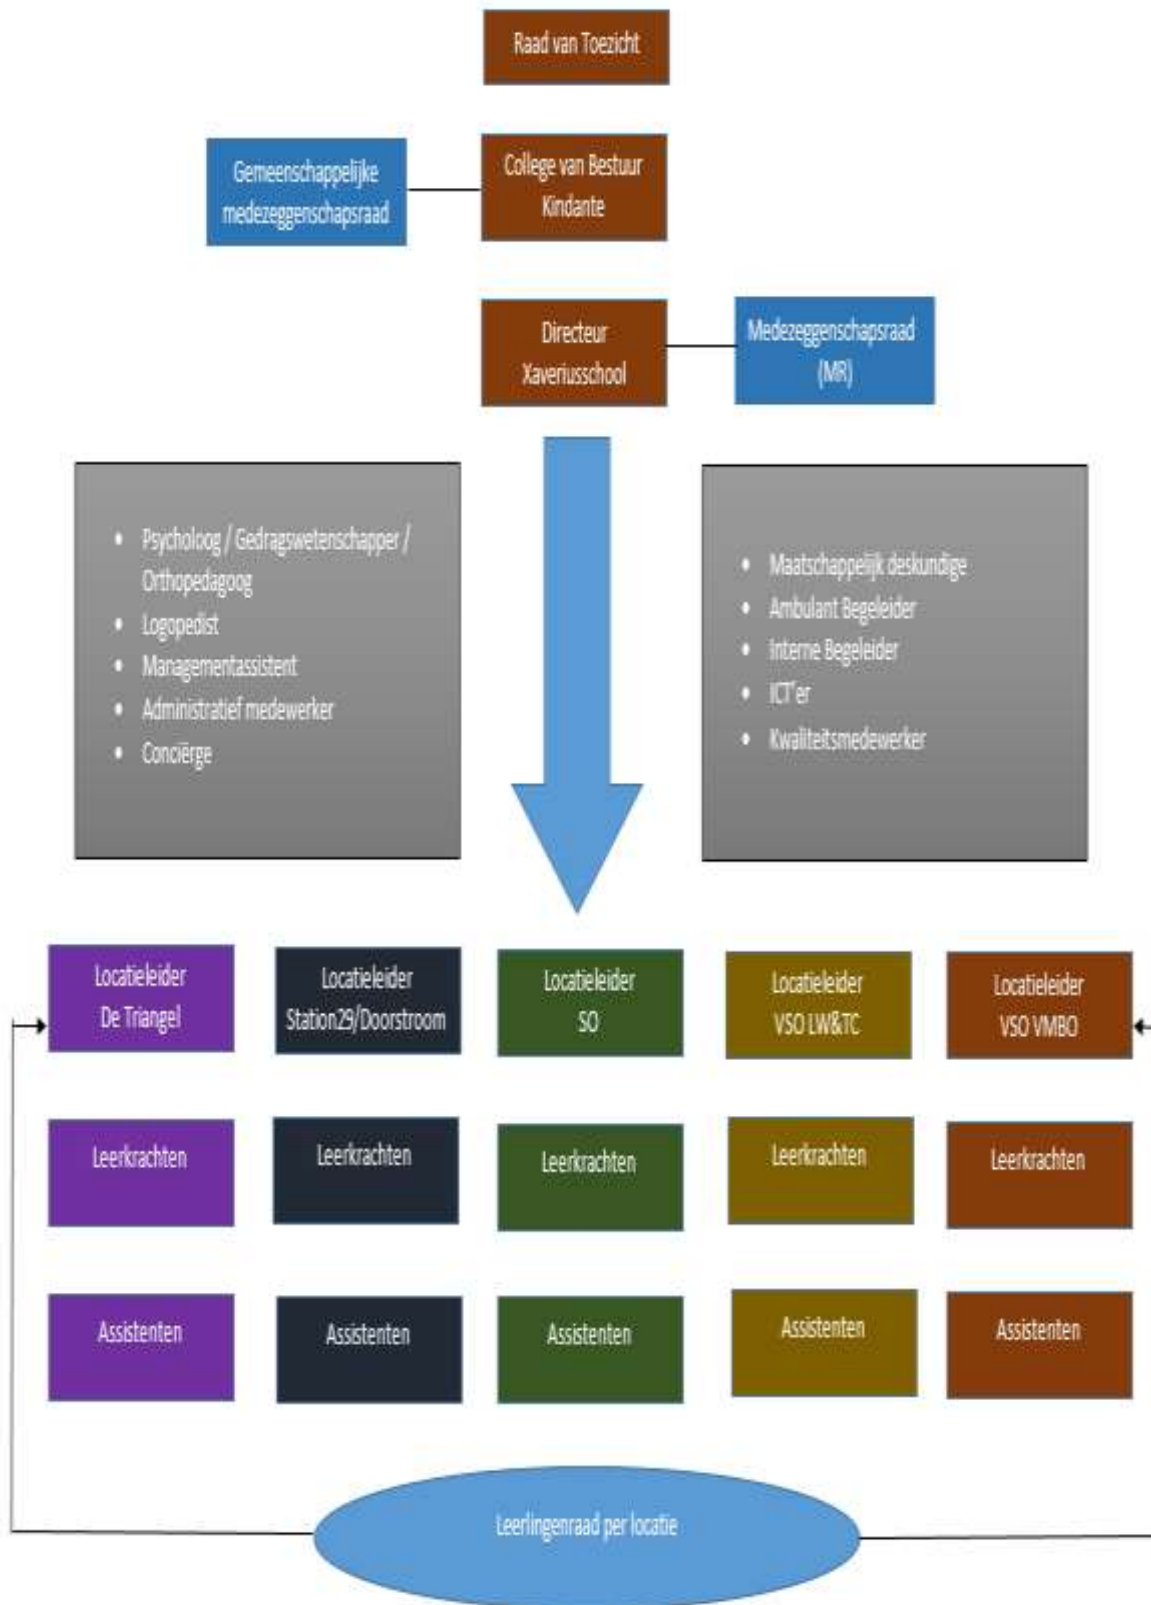 Raad van Toezicht
Gemeenschappelijke
medezeggenschapsraad
College van Bestuur
Kindante
Directeur
Xaveriusschool
Medezeggenschapsraad
(MR)
• Psycholoog / Gedragswetenschapper /
Orthopedagoog
• Logopedist
• Managementassistent
• Administratief medewerker
• Conciërge
• Maatschappelijk deskundige
• Ambulant Begeleider
• Interne Begeleider
• ICT'er
• Kwaliteitsmedewerker
Locatieleider
De Triangel
Locatieleider
Station29/Doorstroom
Locatieleider
SO
Locatieleider
VSO LW&TC
Locatieleider
VSO VMBO
Leerkrachten
Leerkrachten
Leerkrachten
Leerkrachten
Leerkrachten
Assistenten
Assistenten
Assistenten
Assistenten
Assistenten
Leerlingenraad per locatie